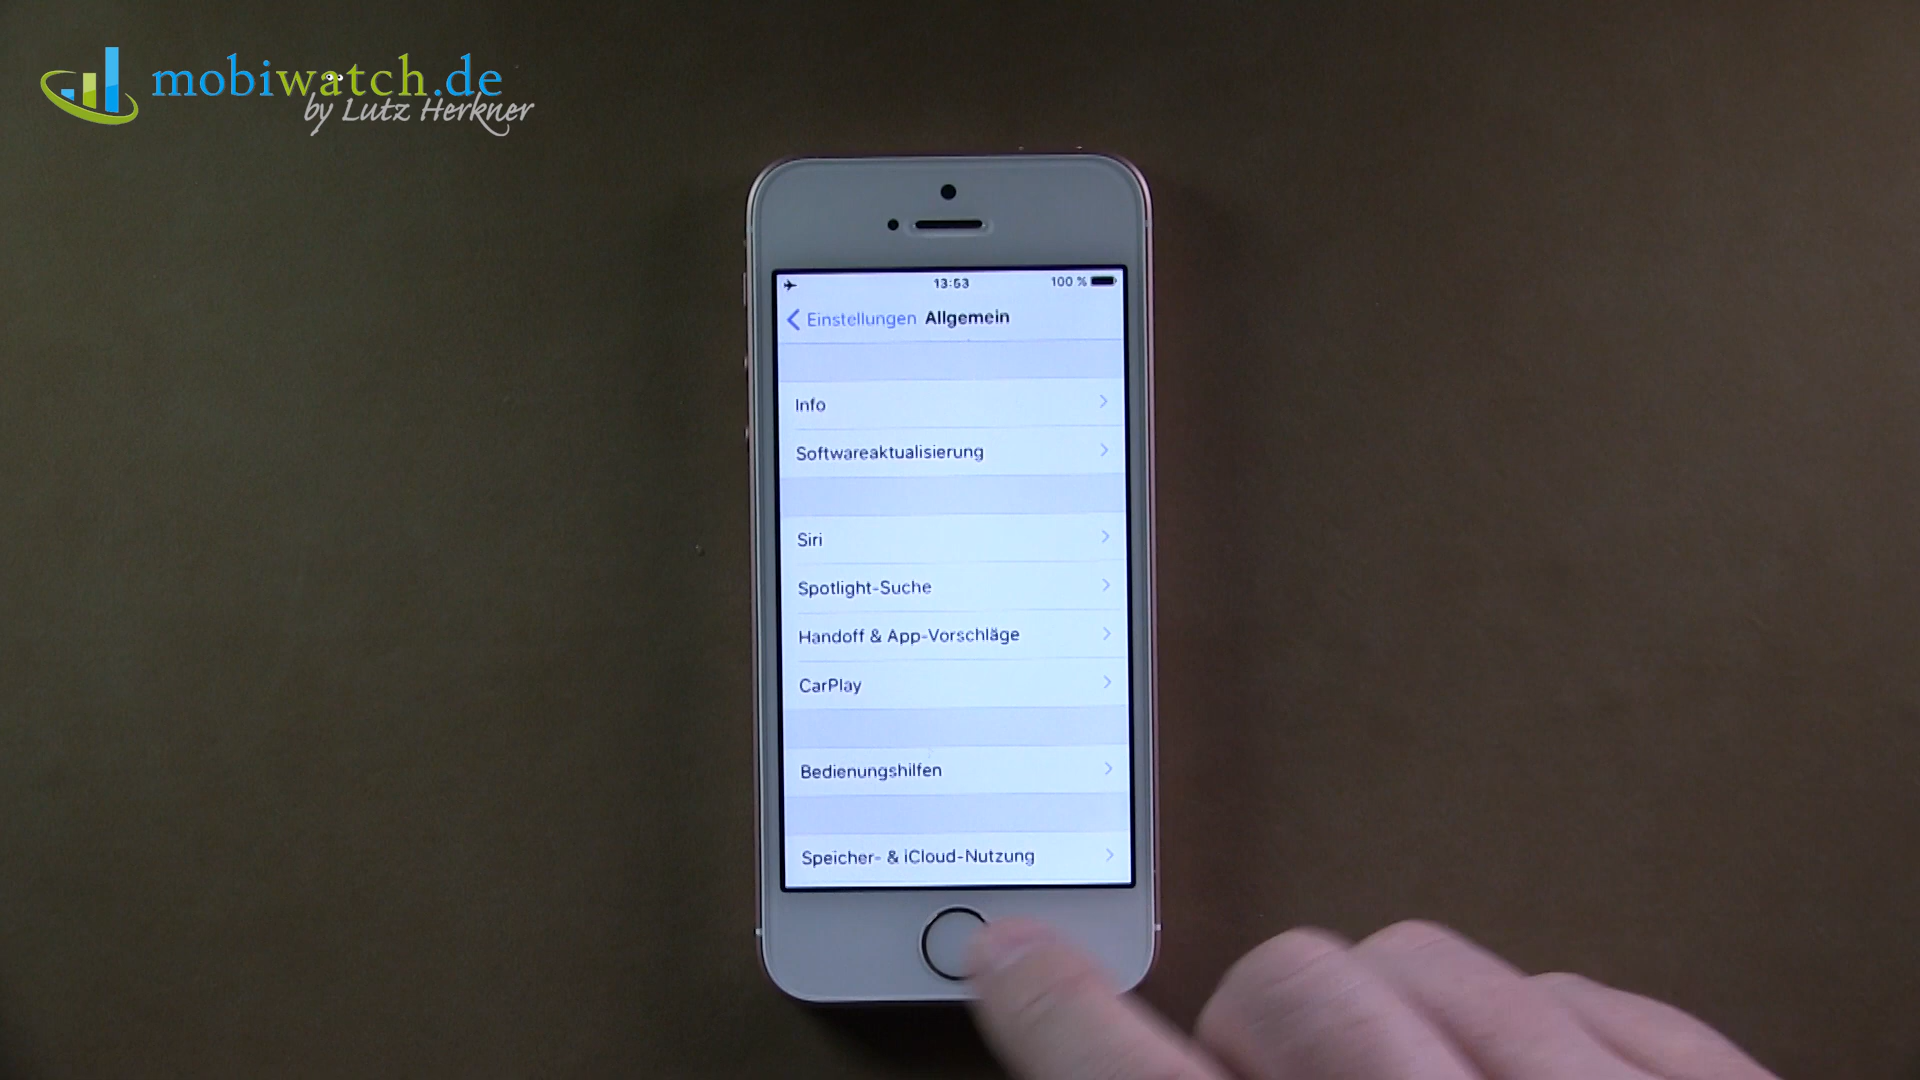 mobiwatch.de
by Lutz Herkner
13:53
100 %
Einstellungen Allgemein
Info
Softwareaktualisierung
Siri
Spotlight-Suche
Handoff & App-Vorschläge
CarPlay
Bedienungshilfen
Speicher- & iCloud-Nutzung